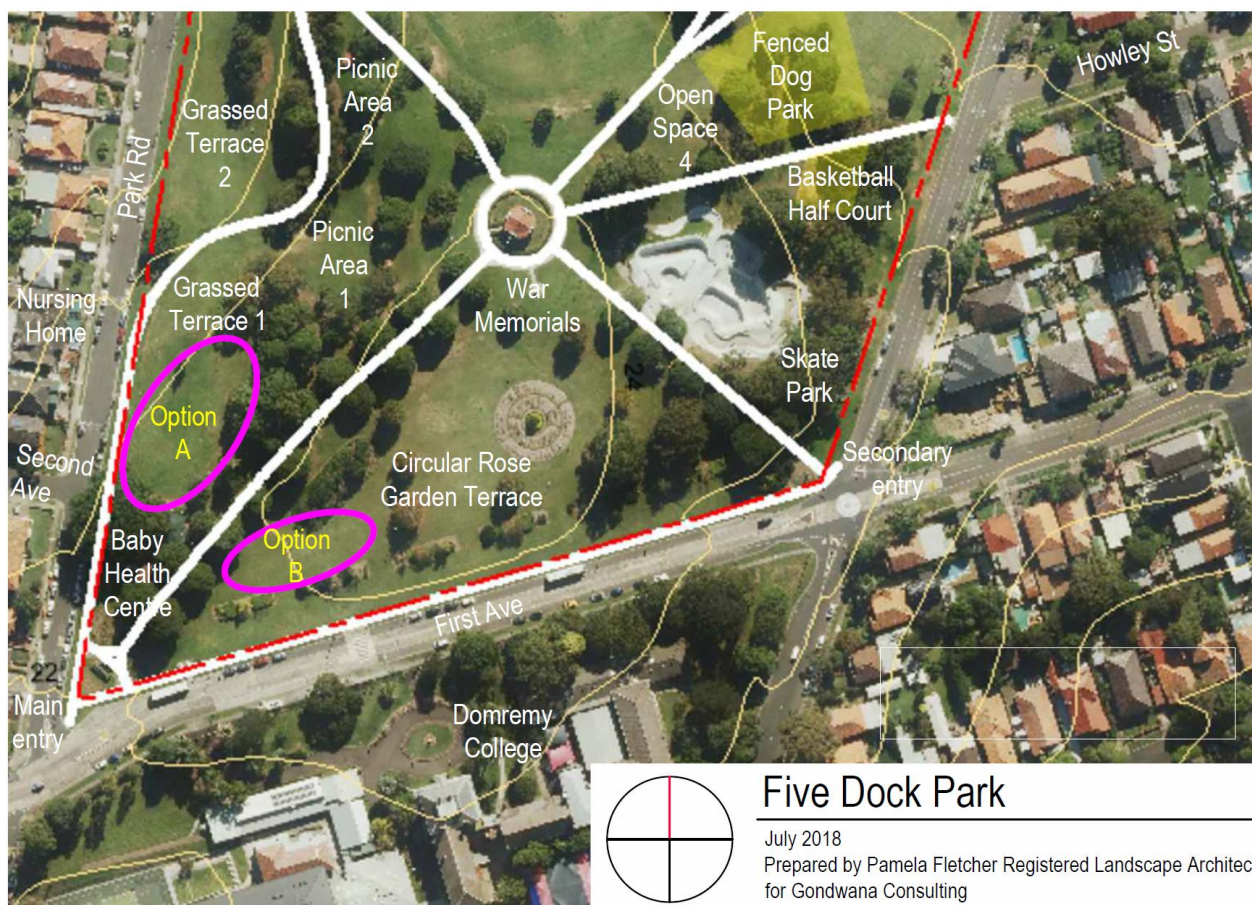 Fenced
Dog
Park
Howley St
Picnic
Area
2
Grassed
Terrace
2
Open
Space
4
Park Rd
Basketball
Half Court
Picnic
Area
1
Nursing
Home
Grassed
Terrace 1
War
Memorials
Skate
Park
24
Option
A
Second
Ave
Circular Rose
Garden Terrace
Secondary
entry
Baby
Health
Centre
Option
B
First Ave
22
Main
entry
Domremy
College
Five Dock Park
July 2018
Prepared by Pamela Fletcher Registered Landscape Architec
for Gondwana Consulting